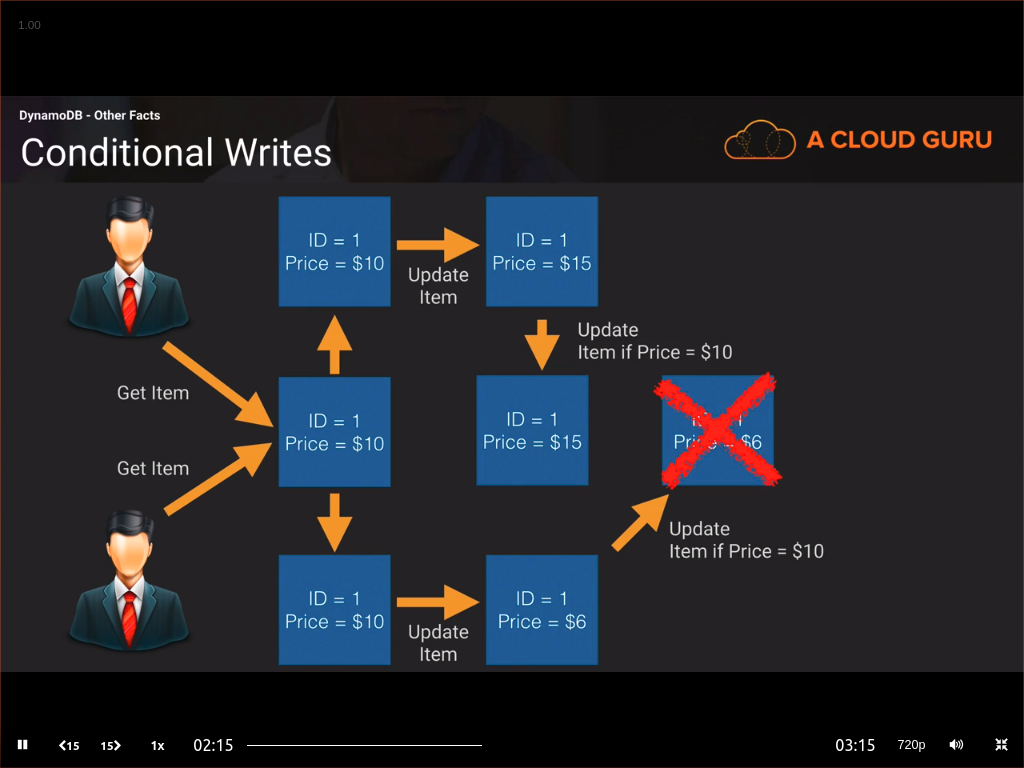 1.00
DynamoDB - Other Facts
Conditional Writes
A CLOUD GURU
ID = 1
Price = $10
Update
Item
ID = 1
Price = $15
Update
Item if Price = $10
Get Item
Get Item
ID = 1
Price = $10
ID = 1
Price = $15
$6
Update
Item if Price = $10
ID = 1
Price = $10
Update
Item
ID = 1
Price = $6
15
15
1x
02:15
03:15
720p